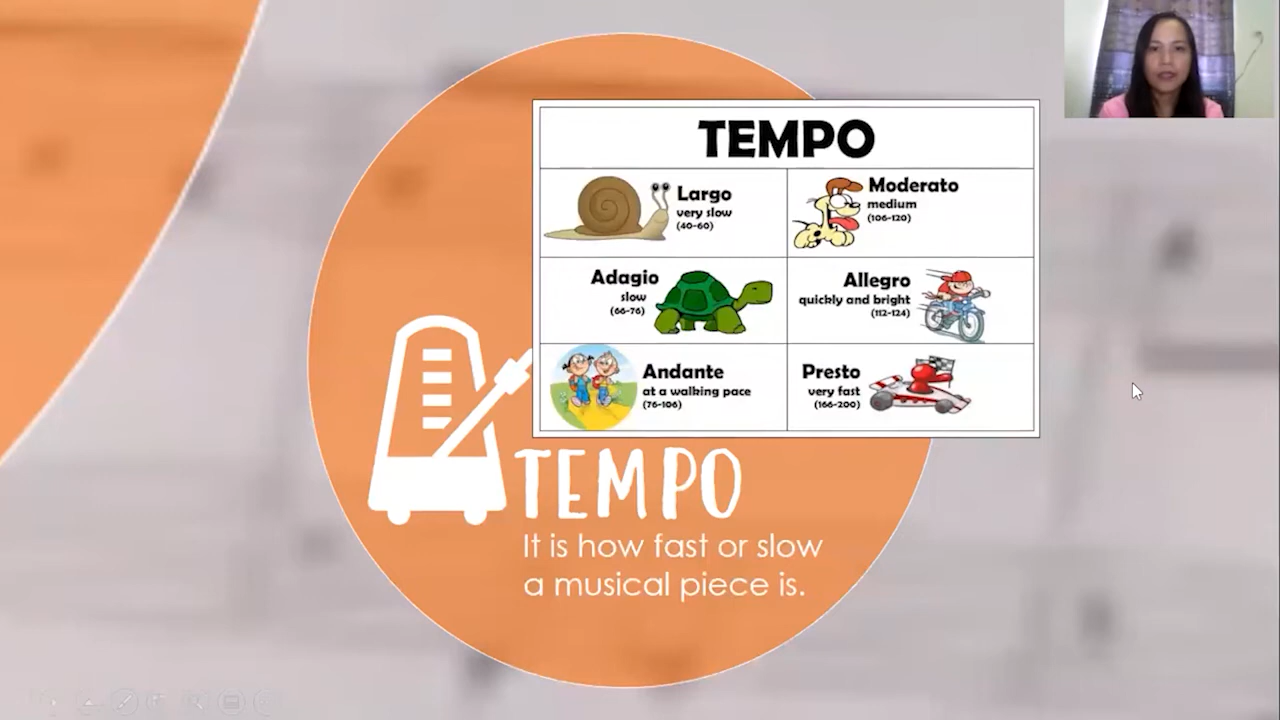 TEMPO
Largo
very slow
(40-60)
Moderato
medium
(106-120)
Adagio
slow
(66-76)
Allegro
quickly and bright
(112-124)
Andante
at a walking pace
(76-106)
Presto
very fast
(166-200)
TEMPO
It is how fast or slow
a musical piece is.